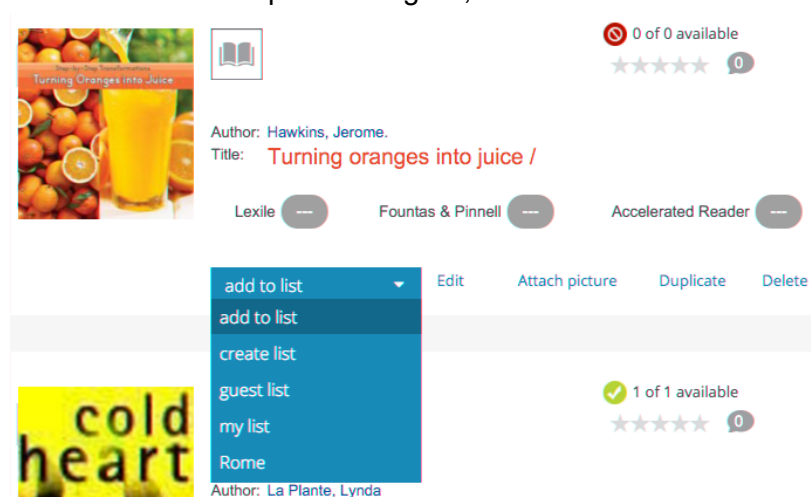 0 of 0 available
0
Step-by-Step Transformations
Turning Oranges into Juice
Author: Hawkins, Jerome.
Title: Turning oranges into juice /
Lexile --- Fountas & Pinnell --- Accelerated Reader ---
add to list Edit Attach picture Duplicate Delete
add to list
create list
guest list
my list
Rome
1 of 1 available
0
cold
heart
Author: La Plante, Lynda